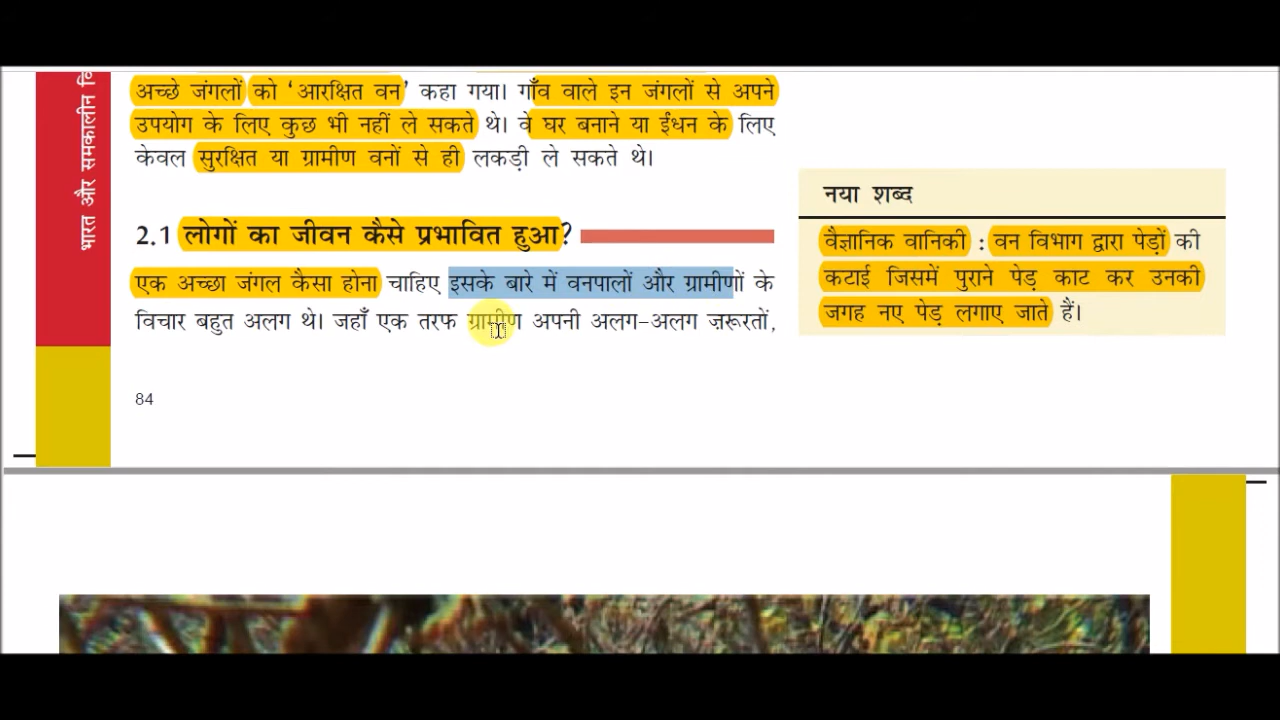 भारत और समकालीन वि
अच्छे जंगलों को ‘आरक्षित वन’ कहा गया। गाँव वाले इन जंगलों से अपने
उपयोग के लिए कुछ भी नहीं ले सकते थे। वे घर बनाने या ईंधन के लिए
केवल सुरक्षित या ग्रामीण वनों से ही लकड़ी ले सकते थे।
2.1 लोगों का जीवन कैसे प्रभावित हुआ?
एक अच्छा जंगल कैसा होना चाहिए इसके बारे में वनपालों और ग्रामीणों के
विचार बहुत अलग थे। जहाँ एक तरफ ग्रामीण अपनी अलग-अलग ज़रूरतों,
84
नया शब्द
वैज्ञानिक वानिकी : वन विभाग द्वारा पेड़ों की
कटाई जिसमें पुराने पेड़ काट कर उनकी
जगह नए पेड़ लगाए जाते हैं।